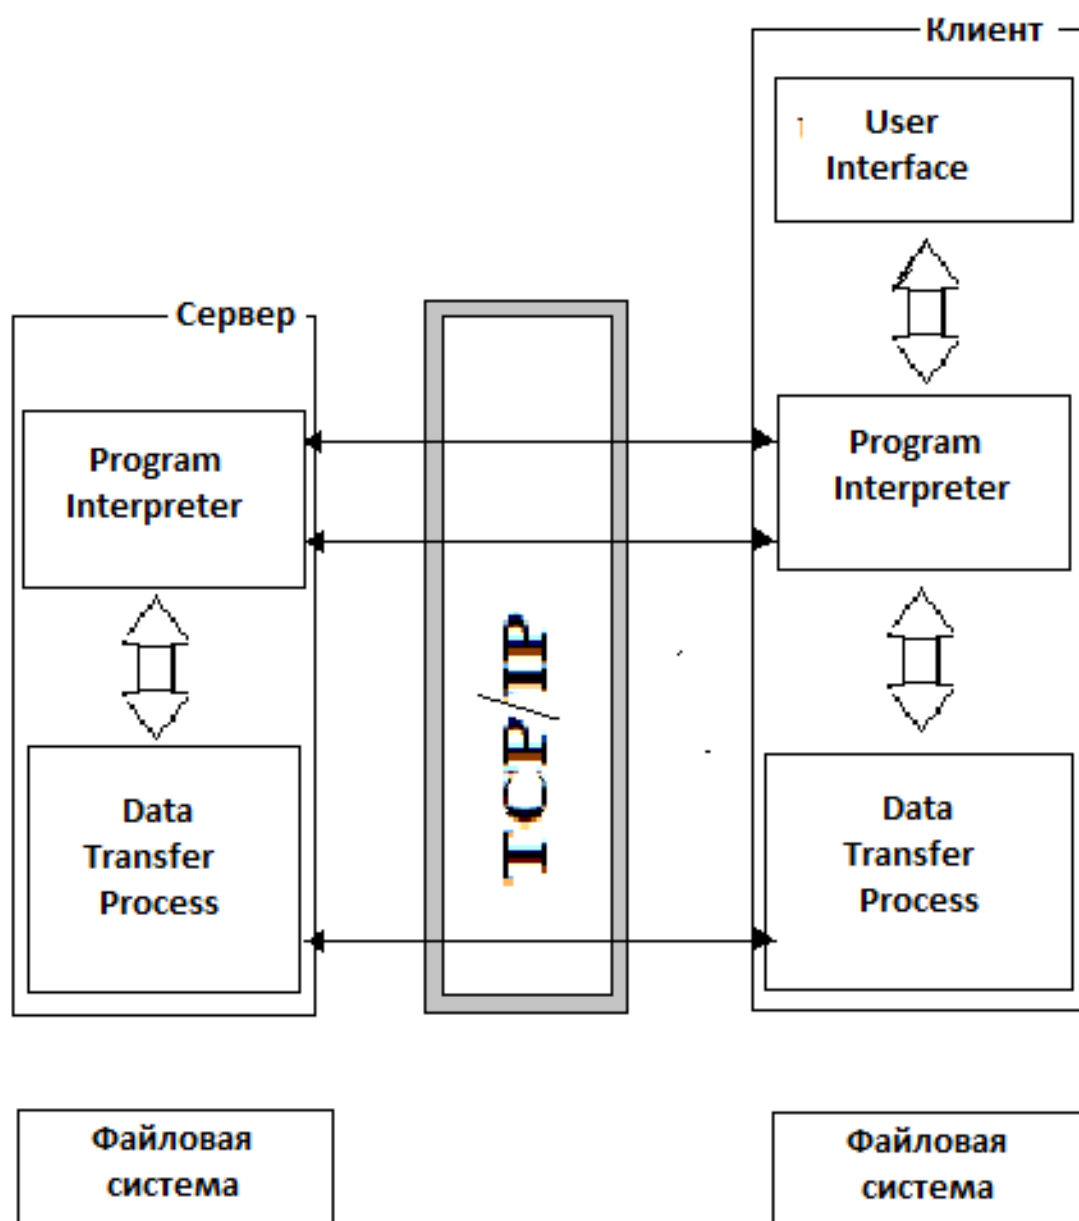 Клиент
User
Interface
Сервер
Program
Interpreter
Program
Interpreter
TCP/IP
Data
Transfer
Process
Data
Transfer
Process
Файловая
система
Файловая
система